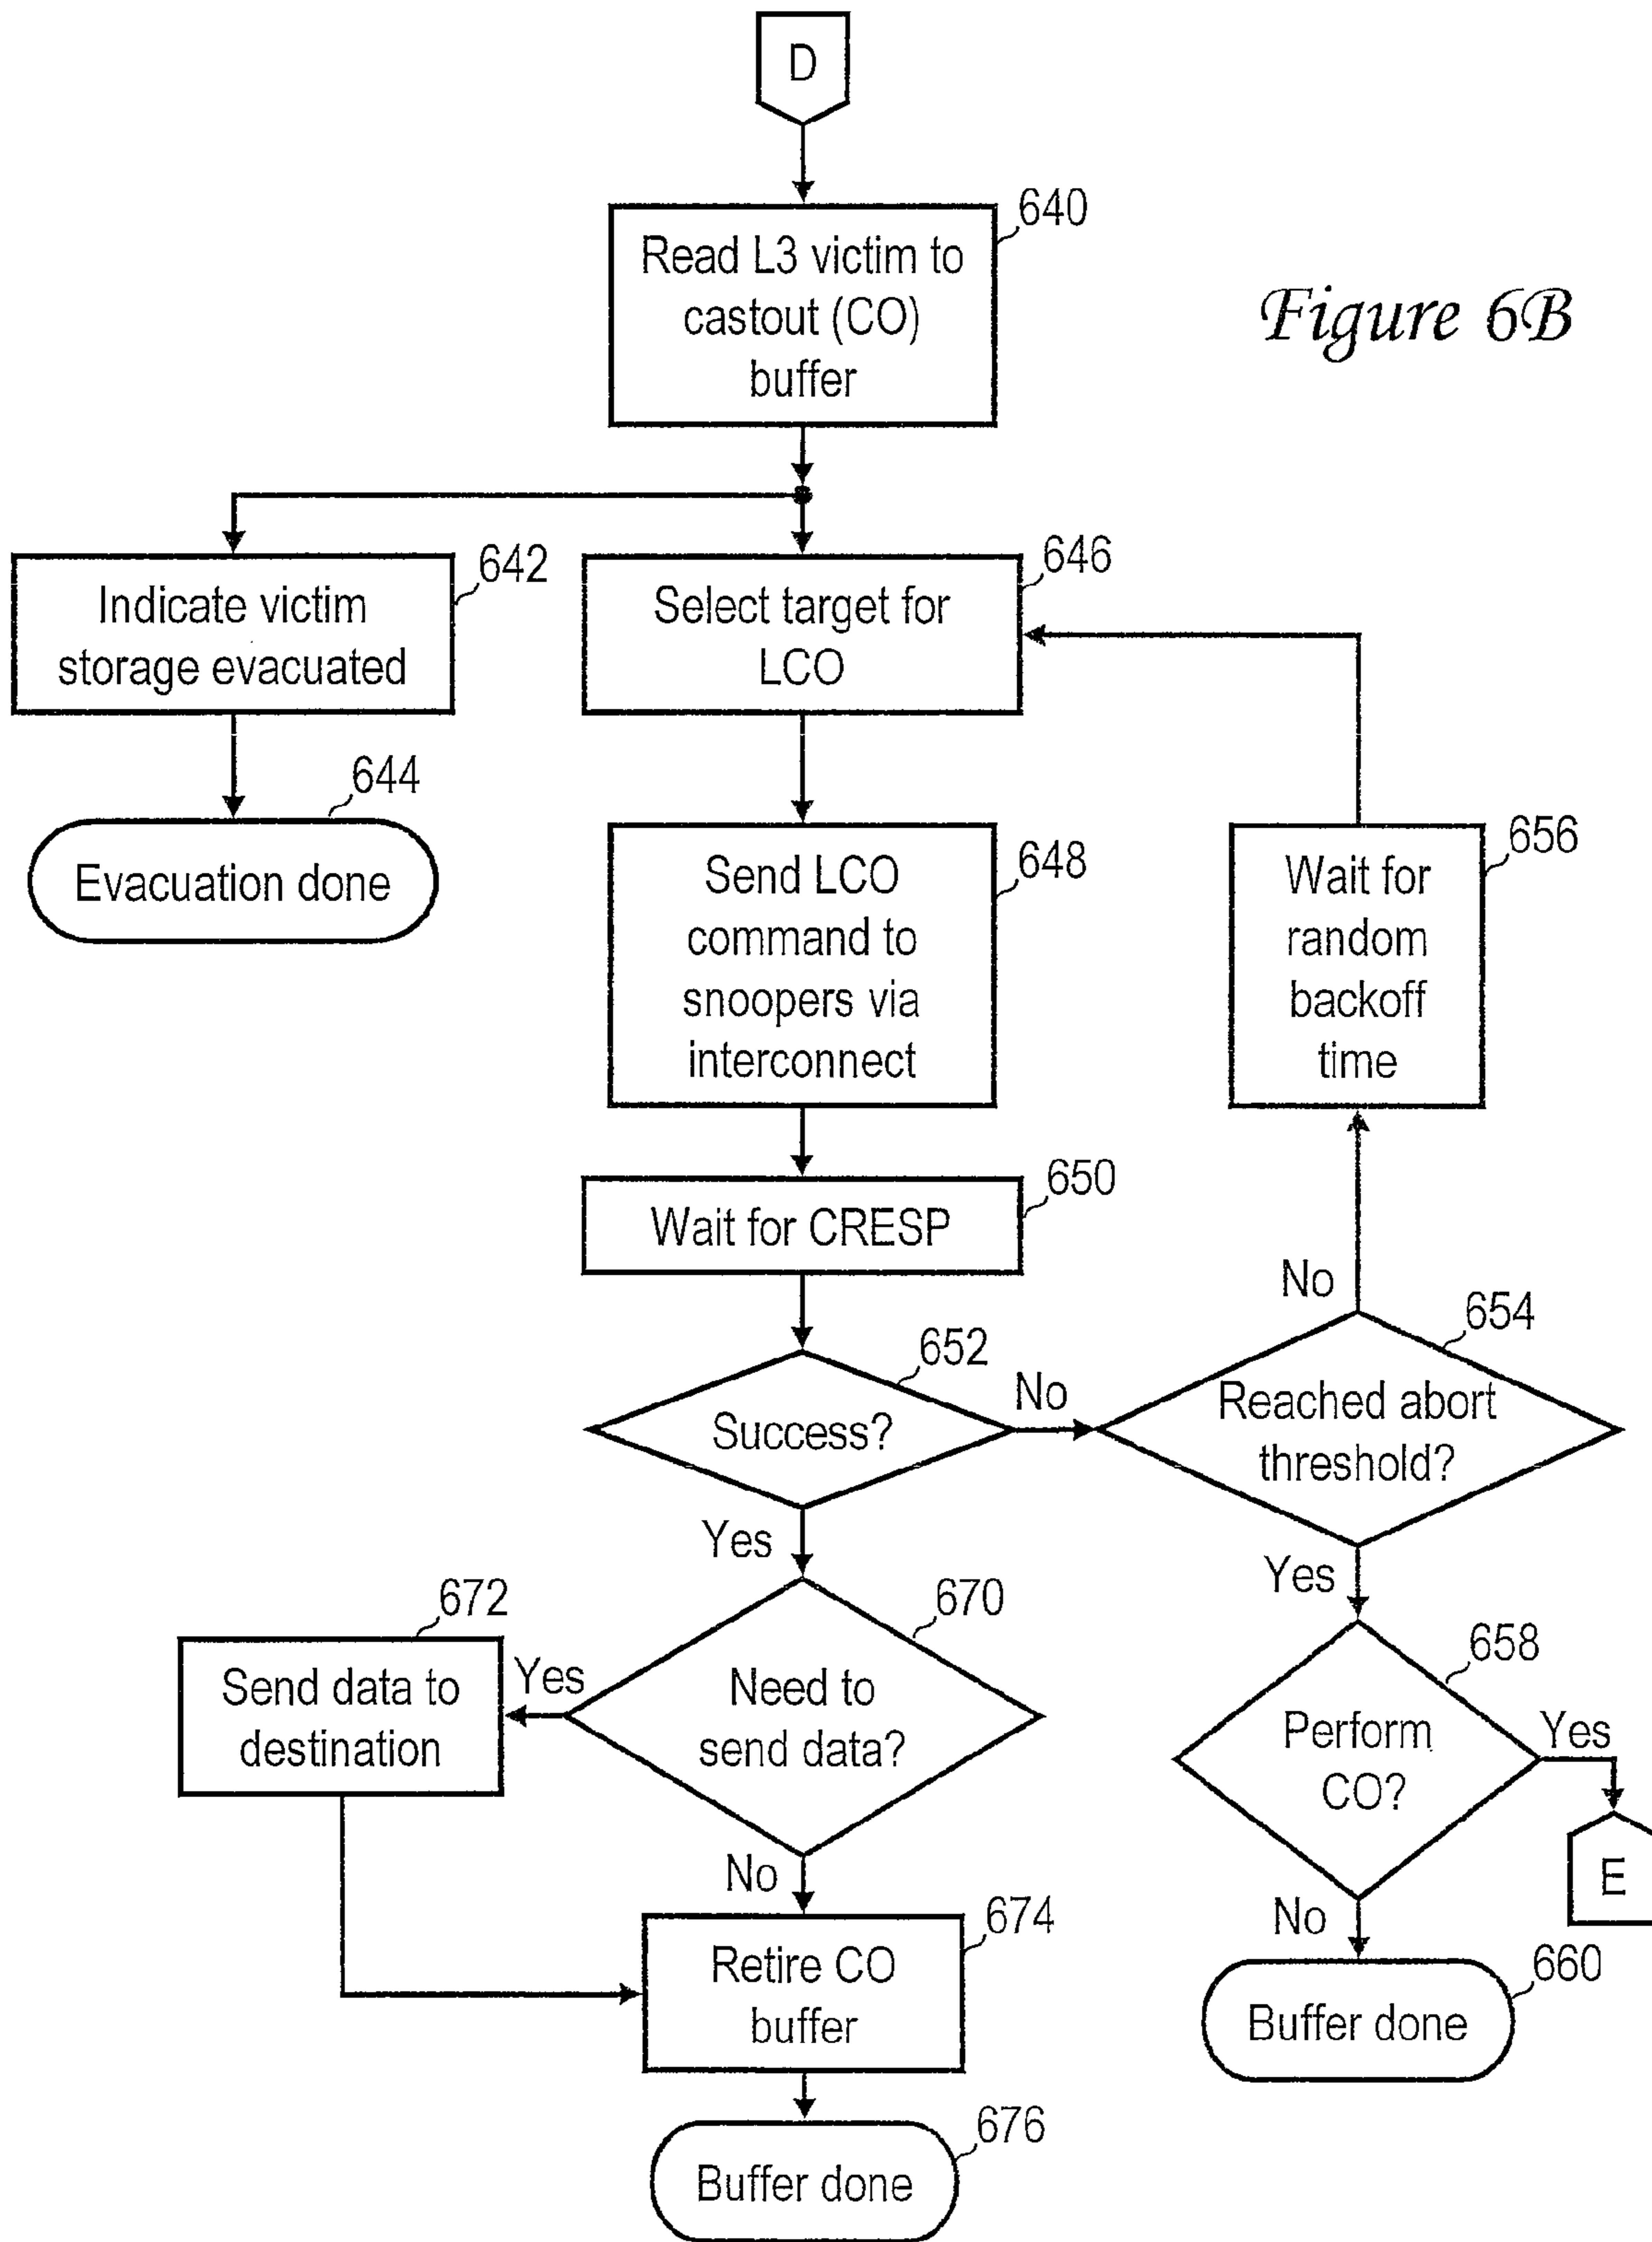 D
640
Read L3 victim to
castout (CO)
buffer
Figure 6B
642
Indicate victim
storage evacuated
646
Select target for
LCO
644
Evacuation done
648
Send LCO
command to
snoopers via
interconnect
656
Wait for
random
backoff
time
650
Wait for CRESP
No
654
Reached abort
threshold?
652
Success?
No
Yes
Yes
672
Send data to
destination
Yes
670
Need to
send data?
658
Perform
CO?
Yes
E
No
No
674
Retire CO
buffer
660
Buffer done
676
Buffer done